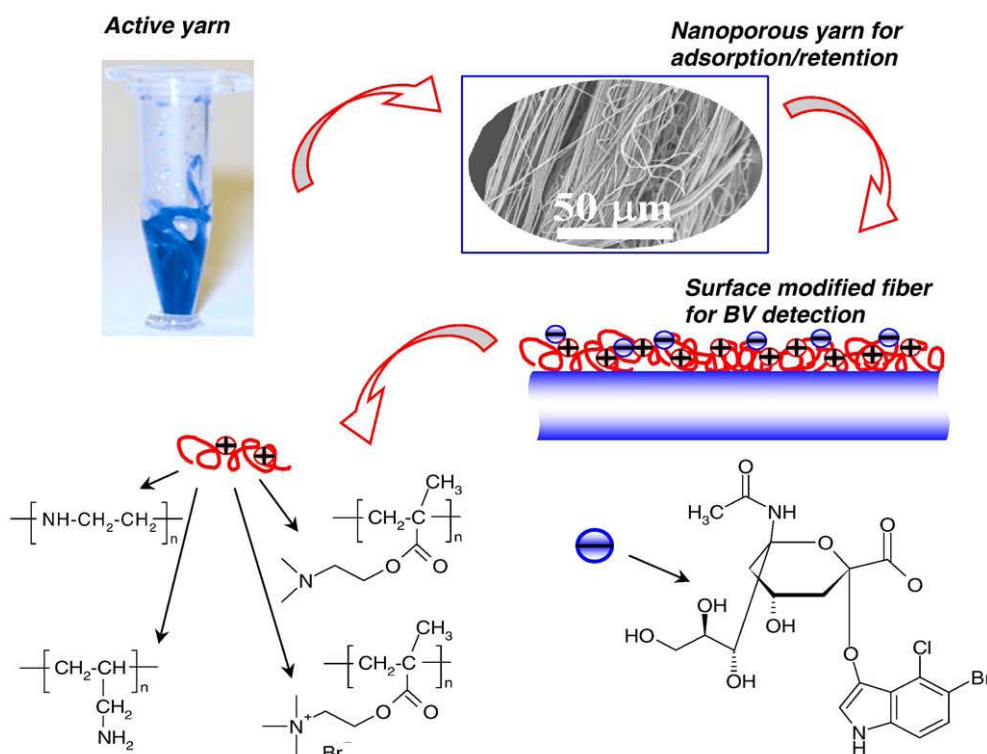 Active yarn
Nanoporous yarn for
adsorption/retention
50 µm
Surface modified fiber
for BV detection
NH-CH2-CH2
n
CH3
CH2-C
n
N
O
O
CH2-CH
n
CH2
NH2
CH3
CH2-C
n
N+
O
O
Br−
O
H3C
NH
O
O
O
OH
HO
OH
OH
O
Cl
Br
N
H